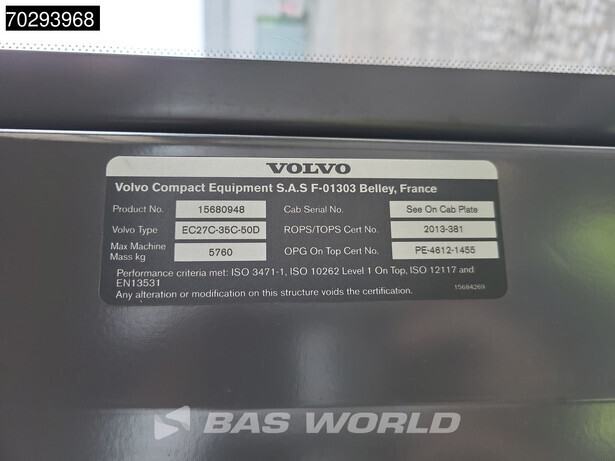 70293968
VOLVO
Volvo Compact Equipment S.A.S F-01303 Belley, France
Product No. 15680948 Cab Serial No. See On Cab Plate
Volvo Type EC27C-35C-50D ROPS/TOPS Cert No. 2013-381
Max Machine
Mass kg 5760 OPG On Top Cert No. PE-4612-1455
Performance criteria met: ISO 3471-1, ISO 10262 Level 1 On Top, ISO 12117 and
EN13531
Any alteration or damage on this structure voids the certification. 15684269
BAS WORLD